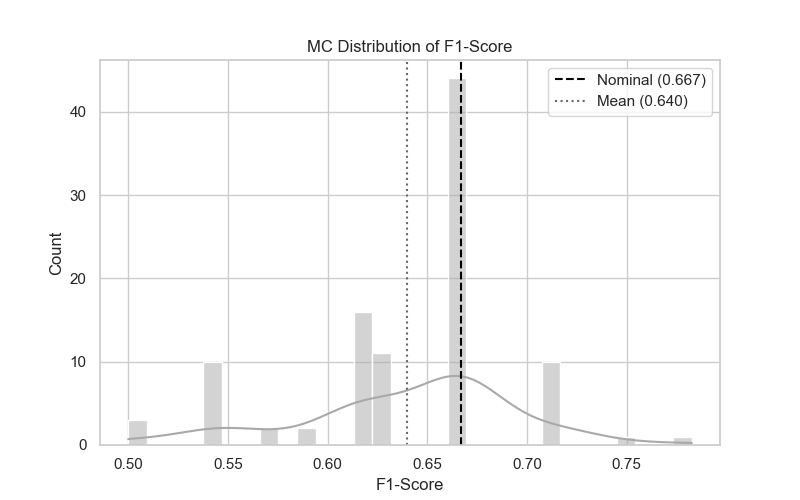 MC Distribution of F1-Score
Nominal (0.667)
Mean (0.640)
Count
40
30
20
10
0
0.50 0.55 0.60 0.65 0.70 0.75
F1-Score